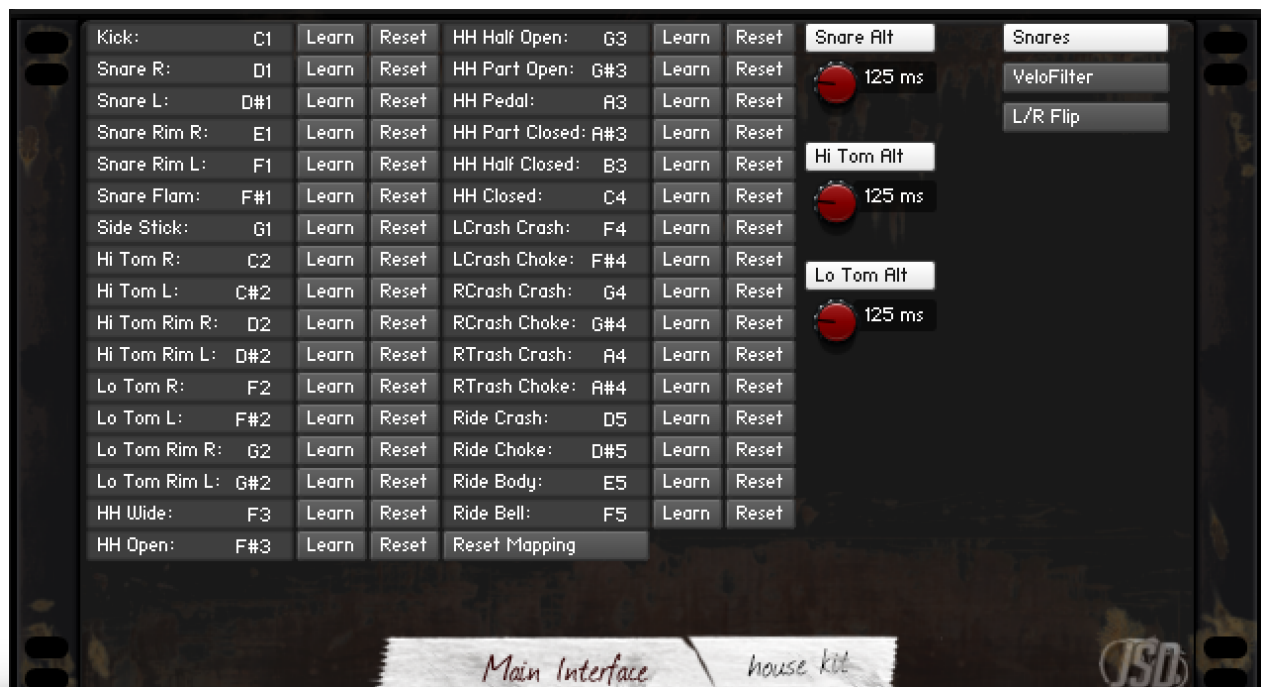 Kick: C1 Learn Reset HH Half Open: G3 Learn Reset Snare Alt Snares
Snare R: D1 Learn Reset HH Part Open: G#3 Learn Reset 125 ms VeloFilter
Snare L: D#1 Learn Reset HH Pedal: A3 Learn Reset
L/R Flip
Snare Rim R: E1 Learn Reset HH Part Closed: A#3 Learn Reset
Snare Rim L: F1 Learn Reset HH Half Closed: B3 Learn Reset Hi Tom Alt
Snare Flam: F#1 Learn Reset HH Closed: C4 Learn Reset 125 ms
Side Stick: G1 Learn Reset LCrash Crash: F4 Learn Reset
Hi Tom R: C2 Learn Reset LCrash Choke: F#4 Learn Reset
Hi Tom L: C#2 Learn Reset RCrash Crash: G4 Learn Reset Lo Tom Alt
Hi Tom Rim R: D2 Learn Reset RCrash Choke: G#4 Learn Reset 125 ms
Hi Tom Rim L: D#2 Learn Reset RTrash Crash: A4 Learn Reset
Lo Tom R: F2 Learn Reset RTrash Choke: A#4 Learn Reset
Lo Tom L: F#2 Learn Reset Ride Crash: D5 Learn Reset
Lo Tom Rim R: G2 Learn Reset Ride Choke: D#5 Learn Reset
Lo Tom Rim L: G#2 Learn Reset Ride Body: E5 Learn Reset
HH Wide: F3 Learn Reset Ride Bell: F5 Learn Reset
HH Open: F#3 Learn Reset Reset Mapping
Main Interface house kit
JSD